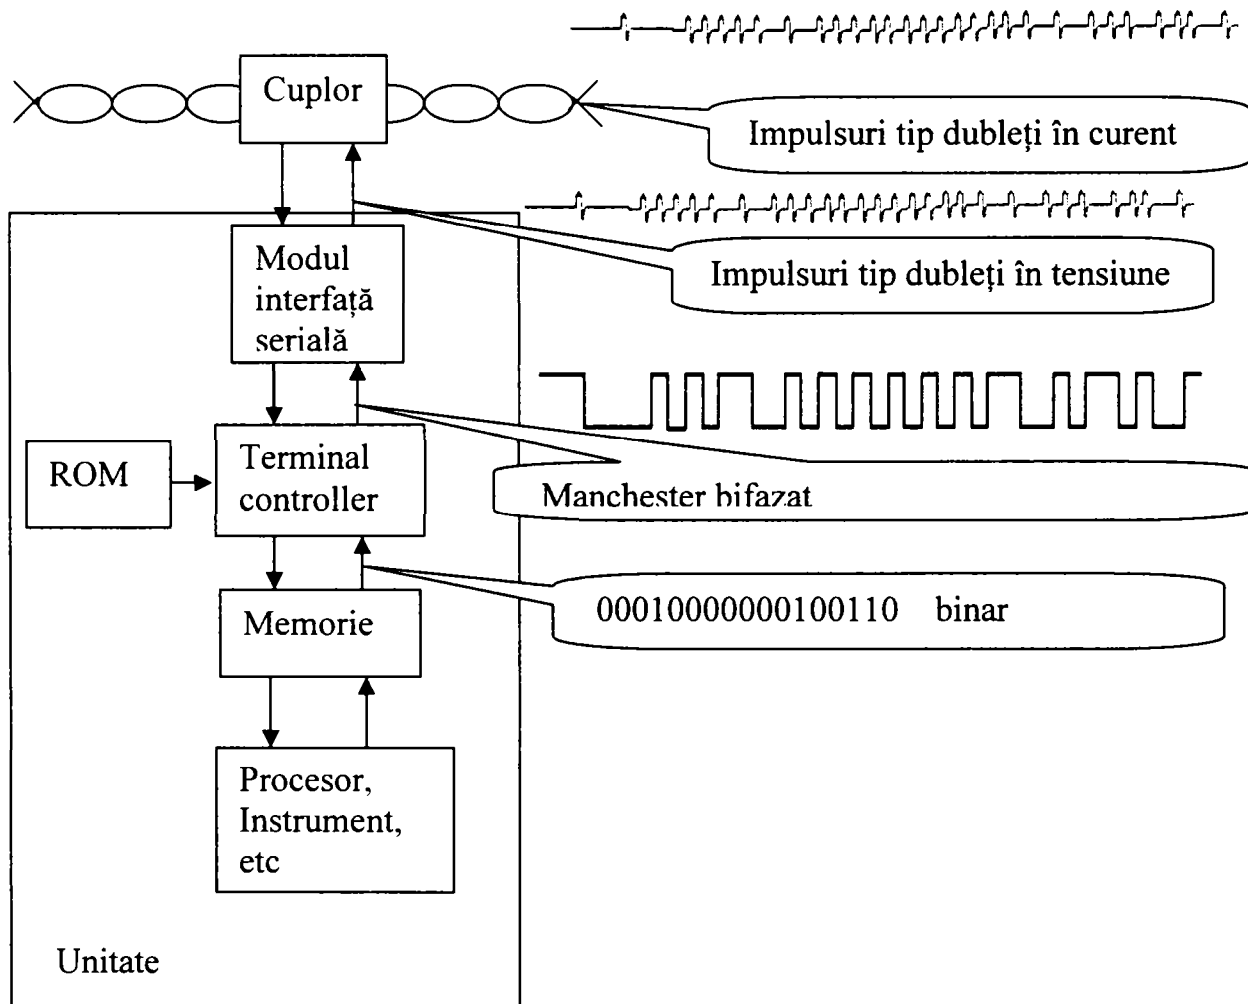 Cuplor
Impulsuri tip dubleți în curent
Modul
interfață
serială
Impulsuri tip dubleți în tensiune
ROM
Terminal
controller
Manchester bifazat
Memorie
00010000000100110 binar
Procesor,
Instrument,
etc
Unitate